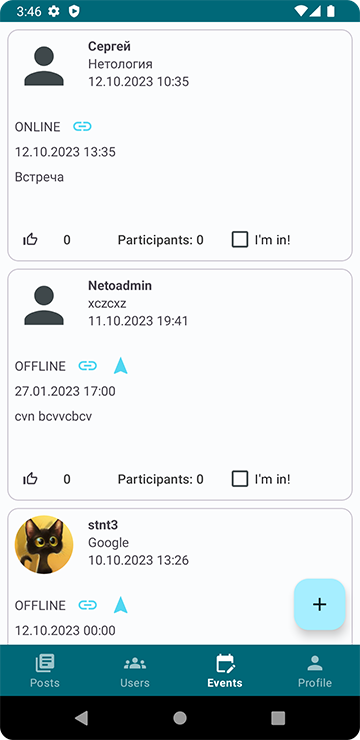 3:46
Сергей
Нетология
12.10.2023 10:35
ONLINE
12.10.2023 13:35
Встреча
0 Participants: 0 I'm in!
Netoadmin
xczcxz
11.10.2023 19:41
OFFLINE
27.01.2023 17:00
cvn bcvvcbcv
0 Participants: 0 I'm in!
stnt3
Google
10.10.2023 13:26
OFFLINE
12.10.2023 00:00
Posts Users Events Profile